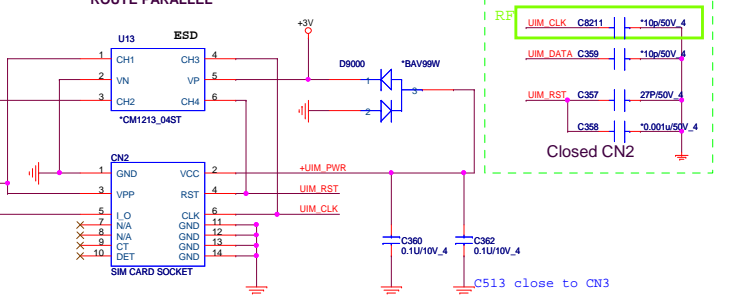 ROUTE PARALLEL
RF
UIM_CLK C8211 *10p/50V_4
UIM_DATA C359 *10p/50V_4
UIM_RST C357 27P/50V_4
C358 *0.001u/50V_4
Closed CN2
+3V
U13 ESD
1 CH1 CH3 4
2 VN VP 5
3 CH2 CH4 6
*CM1213_04ST
D9000 *BAV99W
1
3
2
CN2
1 GND VCC 2 +UIM_PWR
3 VPP RST 4 UIM_RST
5 I_O CLK 6 UIM_CLK
7 N/A GND 11
8 N/A GND 12
9 CT GND 13
10 DET GND 14
SIM CARD SOCKET
C360
0.1U/10V_4
C362
0.1U/10V_4
C513 close to CN3